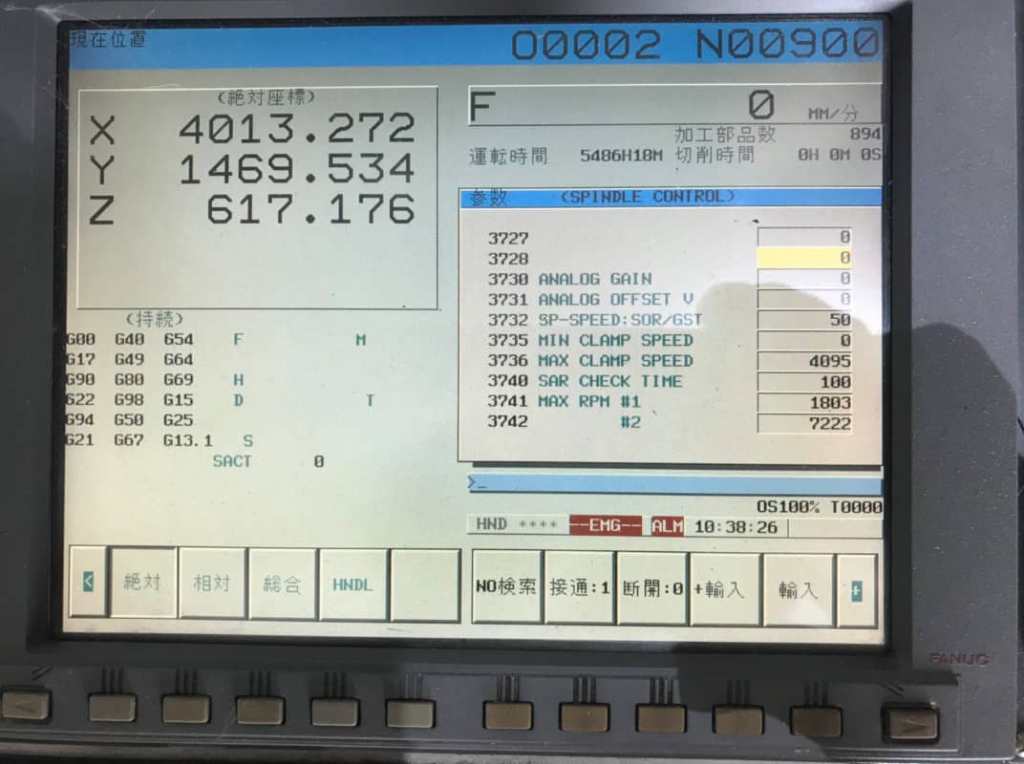 現在位置 O0002 N00900
(絶対座標)
X 4013.272
Y 1469.534
Z 617.176
F 0 MM/分
加工部品数 894
運転時間 5486H18M 切削時間 0H 0M 0S
参数 (SPINDLE CONTROL)
3727 0
3728 0
3730 ANALOG GAIN 0
3731 ANALOG OFFSET V 0
3732 SP-SPEED:SOR/GST 50
3735 MIN CLAMP SPEED 0
3736 MAX CLAMP SPEED 4095
3740 SAR CHECK TIME 100
3741 MAX RPM #1 1803
3742 #2 7222
(持続)
G00 G40 G54 F M
G17 G49 G64
G90 G80 G69 H
G22 G98 G15 D T
G94 G50 G25
G21 G67 G13.1 S
SACT 0
>_
OS100% T0000
HND **** --EMG-- ALM 10:38:26
< 絶対 相対 総合 HNDL
NO検索 接通:1 断開:0 +輸入 輸入 +
FANUC